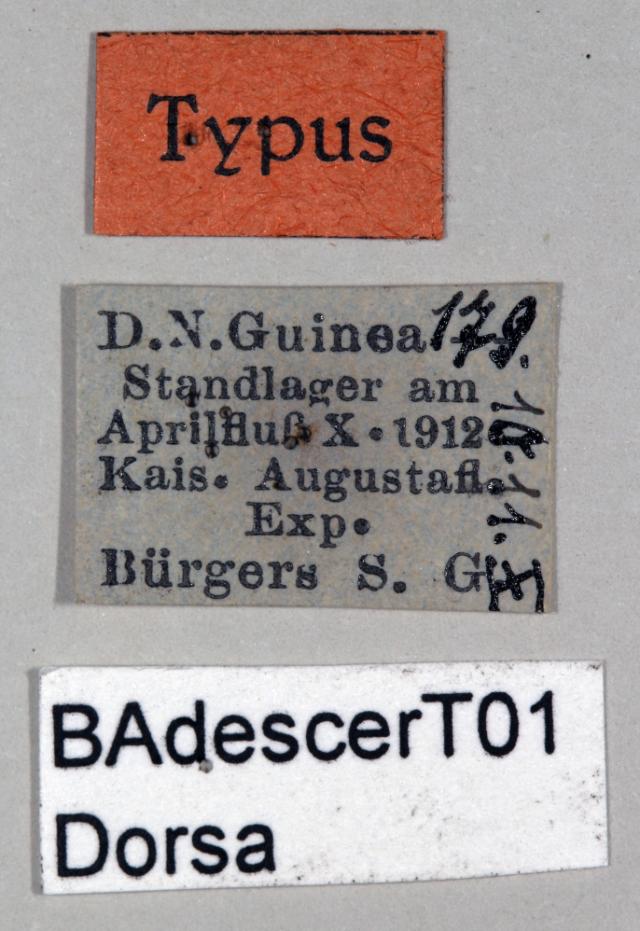 Typus
D.N.Guinea 179.
Standlager am
Aprilfluß X. 1912
Kais. Augustafl.
Exp.
Bürgers S. G.
BAdescerT01
Dorsa